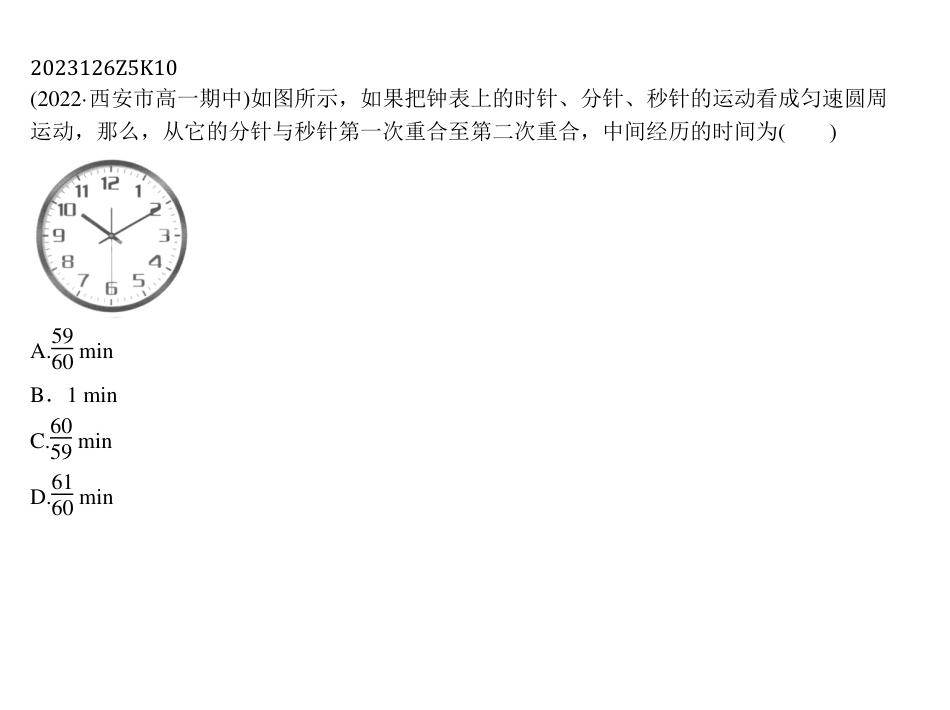 2023126Z5K10
(2022·西安市高一期中)如图所示，如果把钟表上的时针、分针、秒针的运动看成匀速圆周
运动，那么，从它的分针与秒针第一次重合至第二次重合，中间经历的时间为(　　)
12
11 1
10 2
9 3
8 4
7 5
6
A.59/60 min
B．1 min
C.60/59 min
D.61/60 min